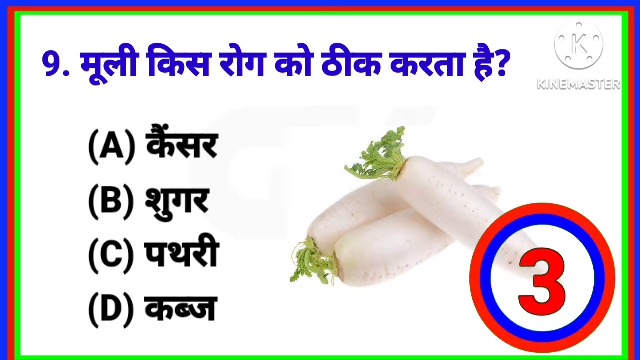 9. मूली किस रोग को ठीक करता है?
KINEMASTER
(A) कैंसर
(B) शुगर
(C) पथरी
(D) कब्ज
3